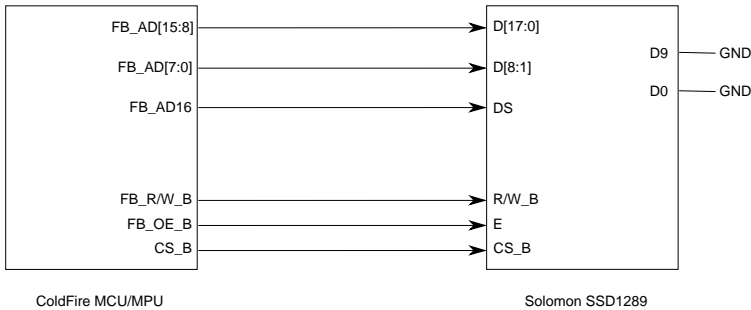 FB_AD[15:8] D[17:0]
D9 GND
FB_AD[7:0] D[8:1]
D0 GND
FB_AD16 DS
FB_R/W_B R/W_B
FB_OE_B E
CS_B CS_B
ColdFire MCU/MPU Solomon SSD1289